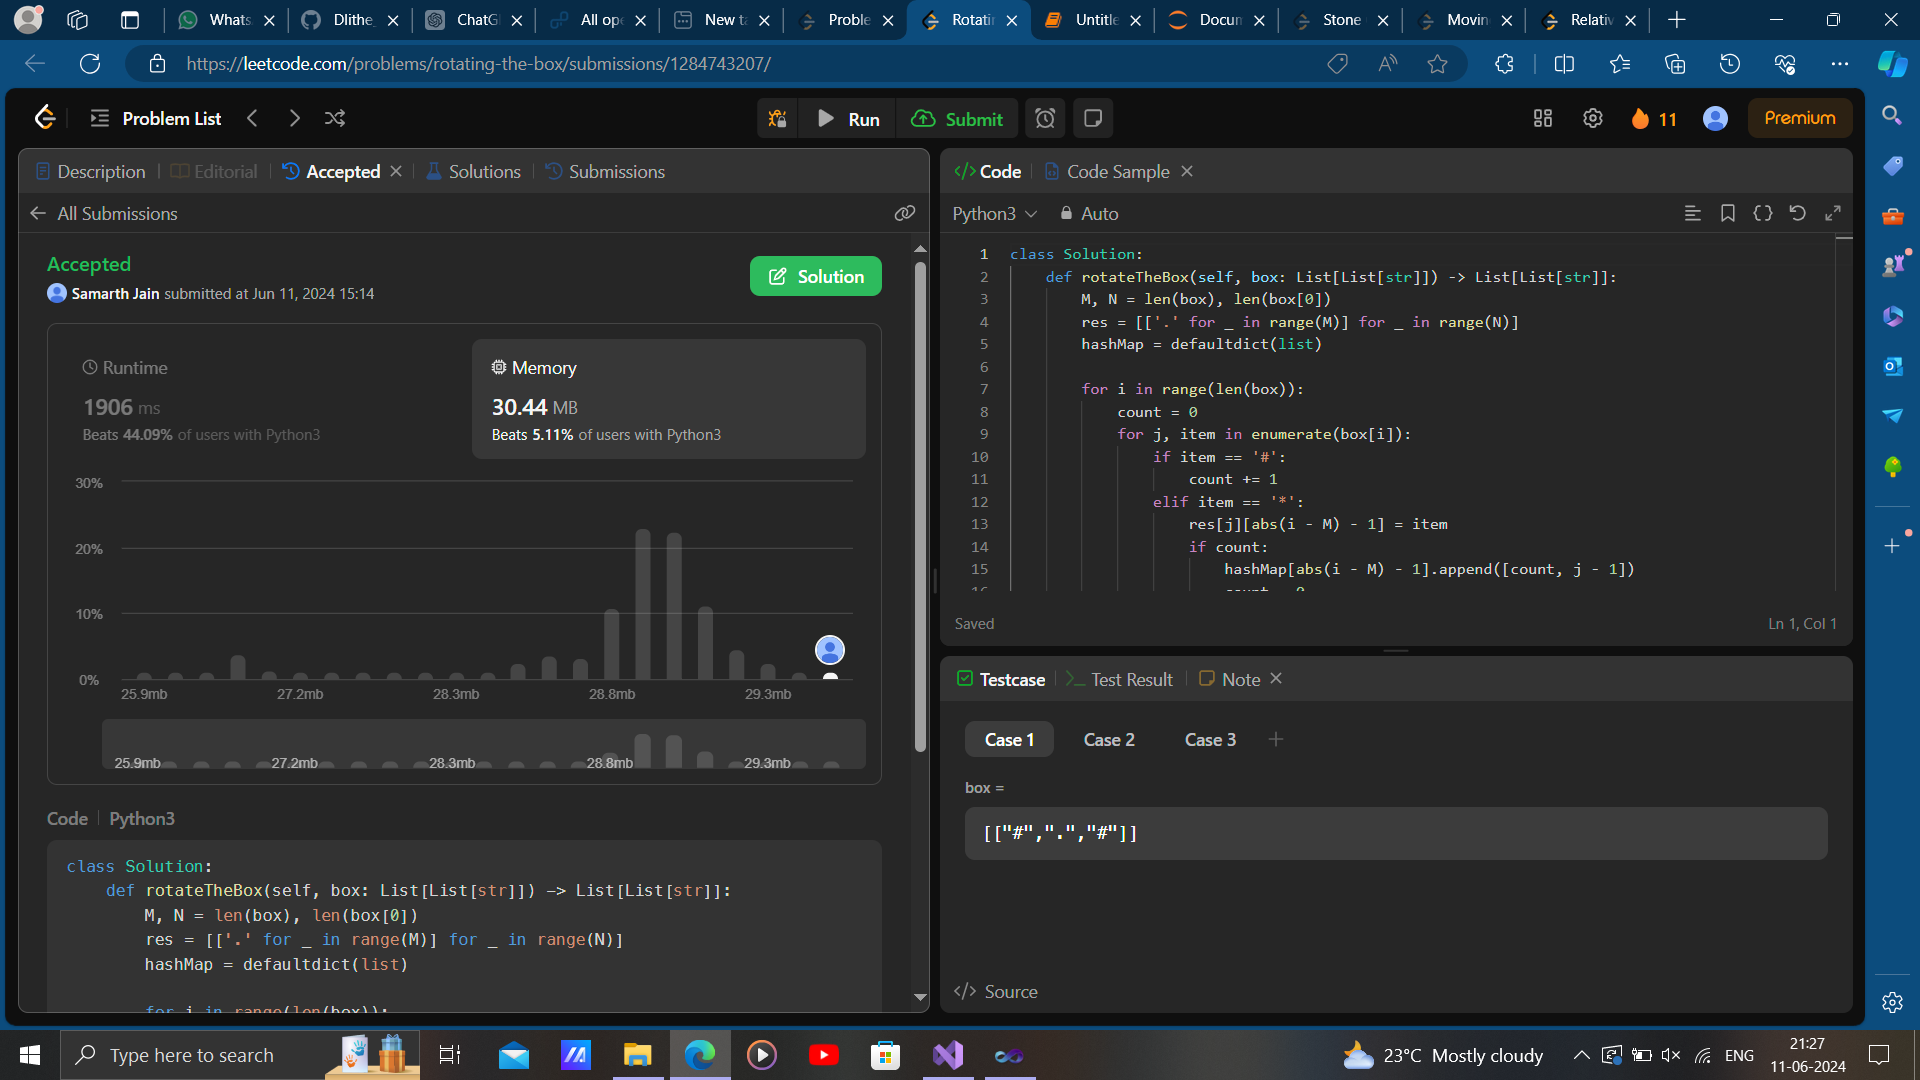 Whats
Dlithe_
ChatG
All ope
New ta
Proble
Rotatin
Untitle
Docum
Stone
Movin
Relativ
https://leetcode.com/problems/rotating-the-box/submissions/1284743207/
Problem List
Run
Submit
11
Premium
Description
Editorial
Accepted
Solutions
Submissions
All Submissions
Accepted
Samarth Jain submitted at Jun 11, 2024 15:14
Solution
Runtime
1906 ms
Beats 44.09% of users with Python3
Memory
30.44 MB
Beats 5.11% of users with Python3
30%
20%
10%
0%
25.9mb 27.2mb 28.3mb 28.8mb 29.3mb
25.9mb 27.2mb 28.3mb 28.8mb 29.3mb
Code | Python3
class Solution:
def rotateTheBox(self, box: List[List[str]]) -> List[List[str]]:
M, N = len(box), len(box[0])
res = [['.' for _ in range(M)] for _ in range(N)]
hashMap = defaultdict(list)
for i in range(len(box)):
Code
Code Sample
Python3
Auto
1 class Solution:
2 def rotateTheBox(self, box: List[List[str]]) -> List[List[str]]:
3 M, N = len(box), len(box[0])
4 res = [['.' for _ in range(M)] for _ in range(N)]
5 hashMap = defaultdict(list)
6
7 for i in range(len(box)):
8 count = 0
9 for j, item in enumerate(box[i]):
10 if item == '#':
11 count += 1
12 elif item == '*':
13 res[j][abs(i - M) - 1] = item
14 if count:
15 hashMap[abs(i - M) - 1].append([count, j - 1])
16 count = 0
Saved
Ln 1, Col 1
Testcase
Test Result
Note
Case 1
Case 2
Case 3
box =
[["#",".","#"]]
Source
Type here to search
23°C Mostly cloudy
ENG
21:27
11-06-2024